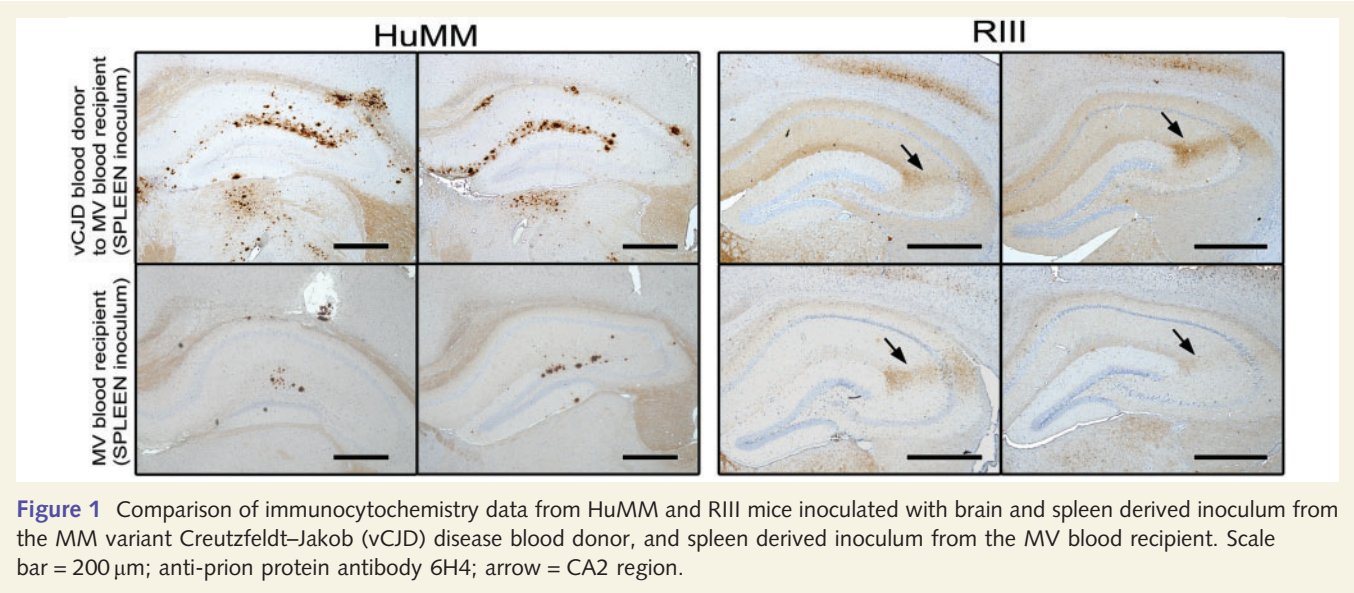 HuMM
RIII
vCJD blood donor
to MV blood recipient
(SPLEEN inoculum)
MV blood recipient
(SPLEEN inoculum)
Figure 1 Comparison of immunocytochemistry data from HuMM and RIII mice inoculated with brain and spleen derived inoculum from
the MM variant Creutzfeldt–Jakob (vCJD) disease blood donor, and spleen derived inoculum from the MV blood recipient. Scale
bar = 200 μm; anti-prion protein antibody 6H4; arrow = CA2 region.